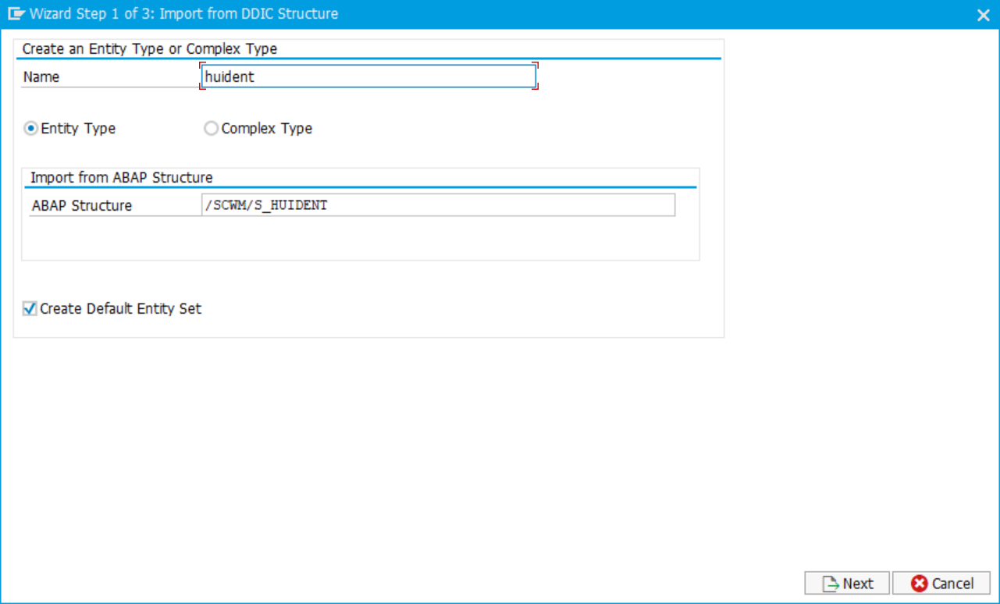 Wizard Step 1 of 3: Import from DDIC Structure
Create an Entity Type or Complex Type
Name huident
Entity Type Complex Type
Import from ABAP Structure
ABAP Structure /SCWM/S_HUIDENT
Create Default Entity Set
Next Cancel